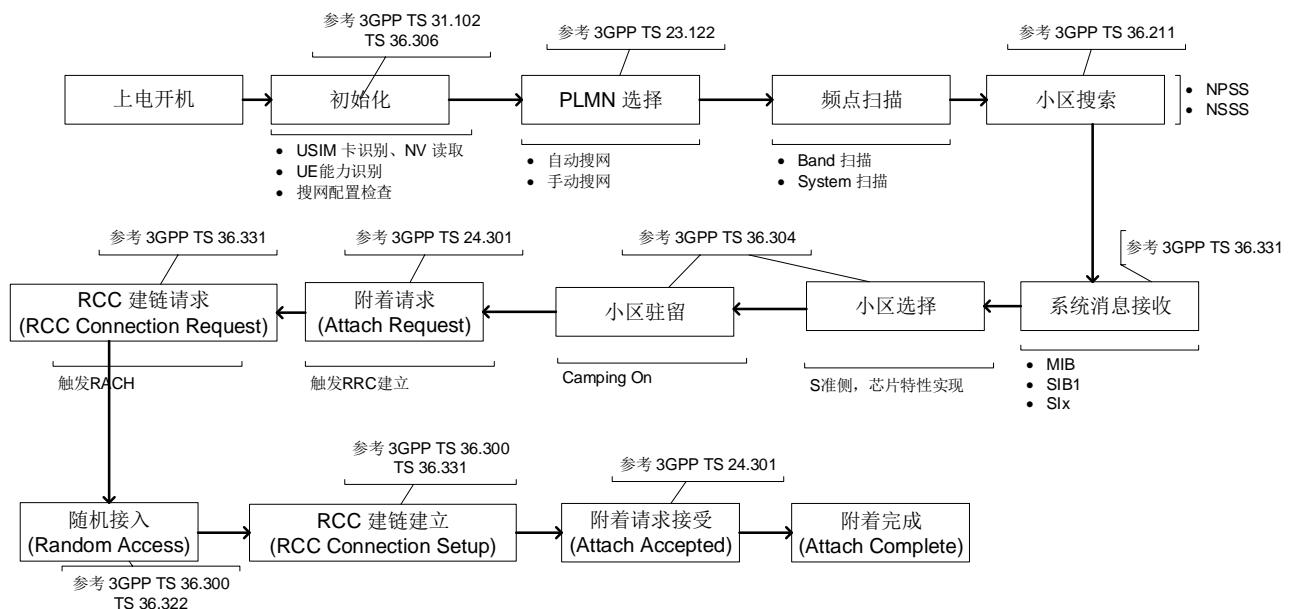 参考 3GPP TS 31.102
TS 36.306
参考 3GPP TS 23.122
参考 3GPP TS 36.211
上电开机
初始化
PLMN 选择
频点扫描
小区搜索
● NPSS
● NSSS
● USIM 卡识别、NV 读取
● UE能力识别
● 搜网配置检查
● 自动搜网
● 手动搜网
● Band 扫描
● System 扫描
参考 3GPP TS 36.331
参考 3GPP TS 24.301
参考 3GPP TS 36.304
参考 3GPP TS 36.331
RCC 建链请求
(RCC Connection Request)
附着请求
(Attach Request)
小区驻留
小区选择
系统消息接收
触发RACH
触发RRC建立
Camping On
S准侧，芯片特性实现
● MIB
● SIB1
● SIx
参考 3GPP TS 36.300
TS 36.331
参考 3GPP TS 24.301
随机接入
(Random Access)
RCC 建链建立
(RCC Connection Setup)
附着请求接受
(Attach Accepted)
附着完成
(Attach Complete)
参考 3GPP TS 36.300
TS 36.322